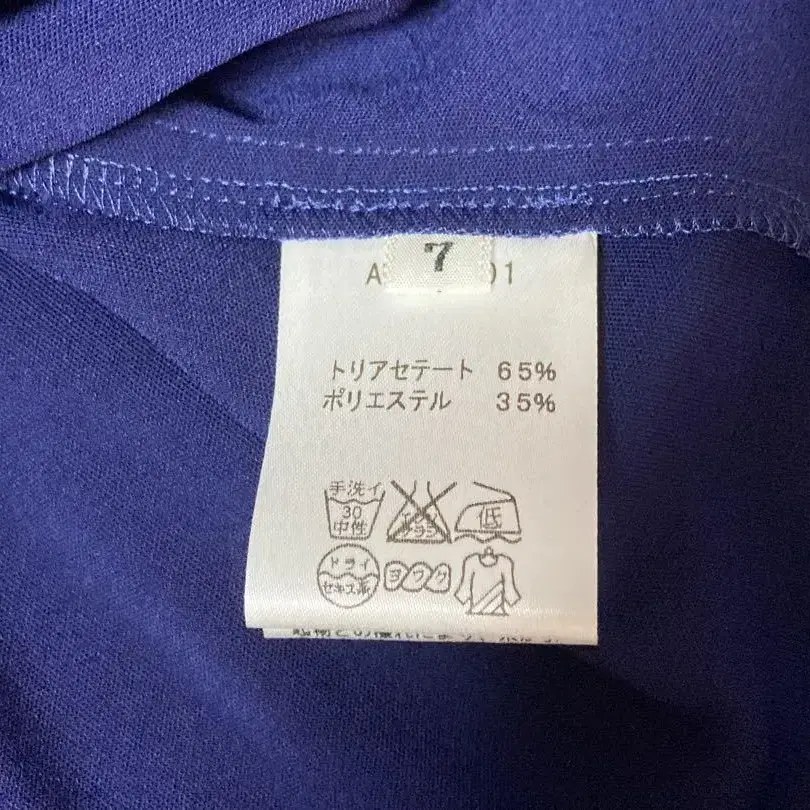 7
トリアセテート 65%
ポリエステル 35%
手洗イ
30
中性
低
ドライ
セキユ系
ヨワク